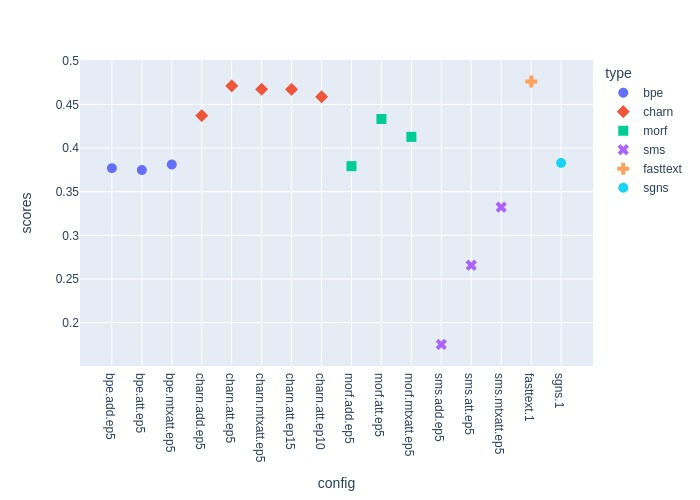 0.5
0.45
0.4
0.35
0.3
0.25
0.2
scores
bpe.add.ep5
bpe.att.ep5
bpe.mtxatt.ep5
charn.add.ep5
charn.att.ep5
charn.mtxatt.ep5
charn.att.ep15
charn.att.ep10
morf.add.ep5
morf.att.ep5
morf.mtxatt.ep5
sms.add.ep5
sms.att.ep5
sms.mtxatt.ep5
fasttext.1
sgns.1
config
type
bpe
charn
morf
sms
fasttext
sgns